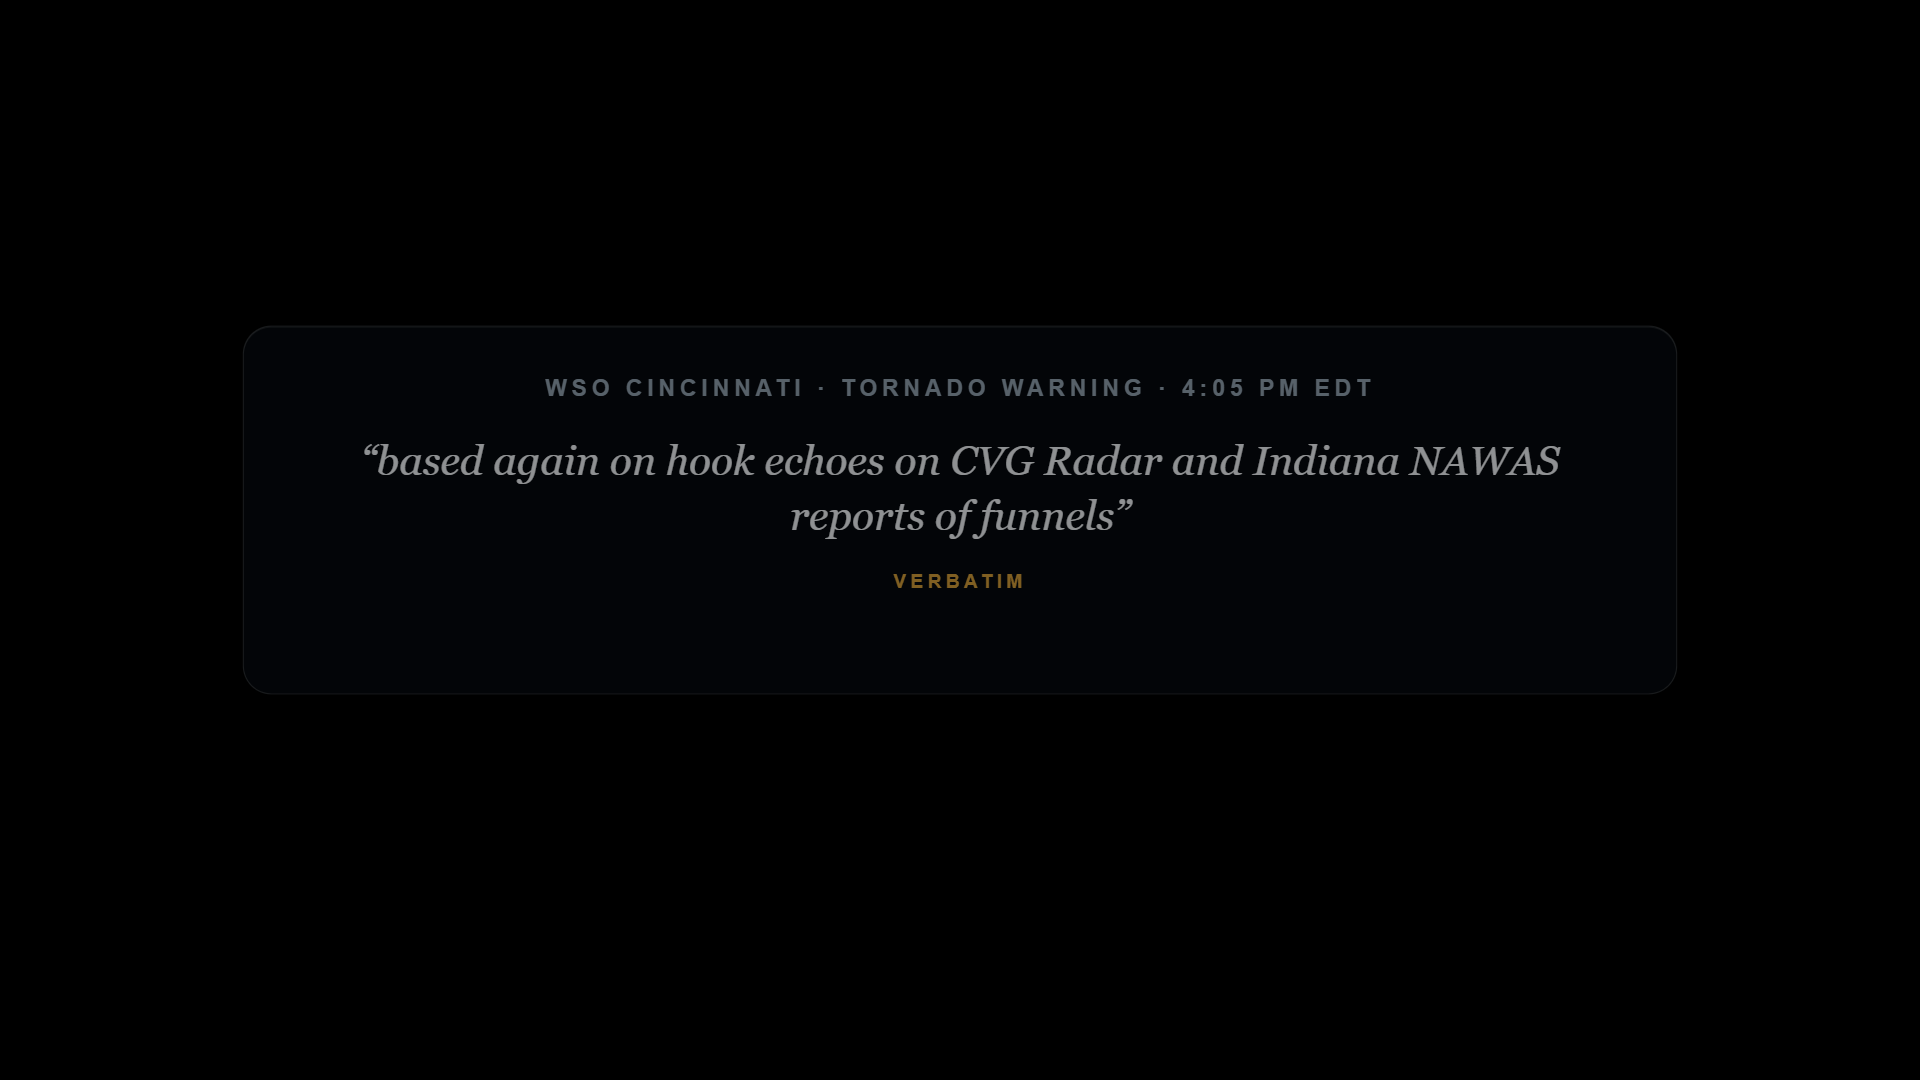 WSO CINCINNATI · TORNADO WARNING · 4:05 PM EDT
“based again on hook echoes on CVG Radar and Indiana NAWAS
reports of funnels”
VERBATIM